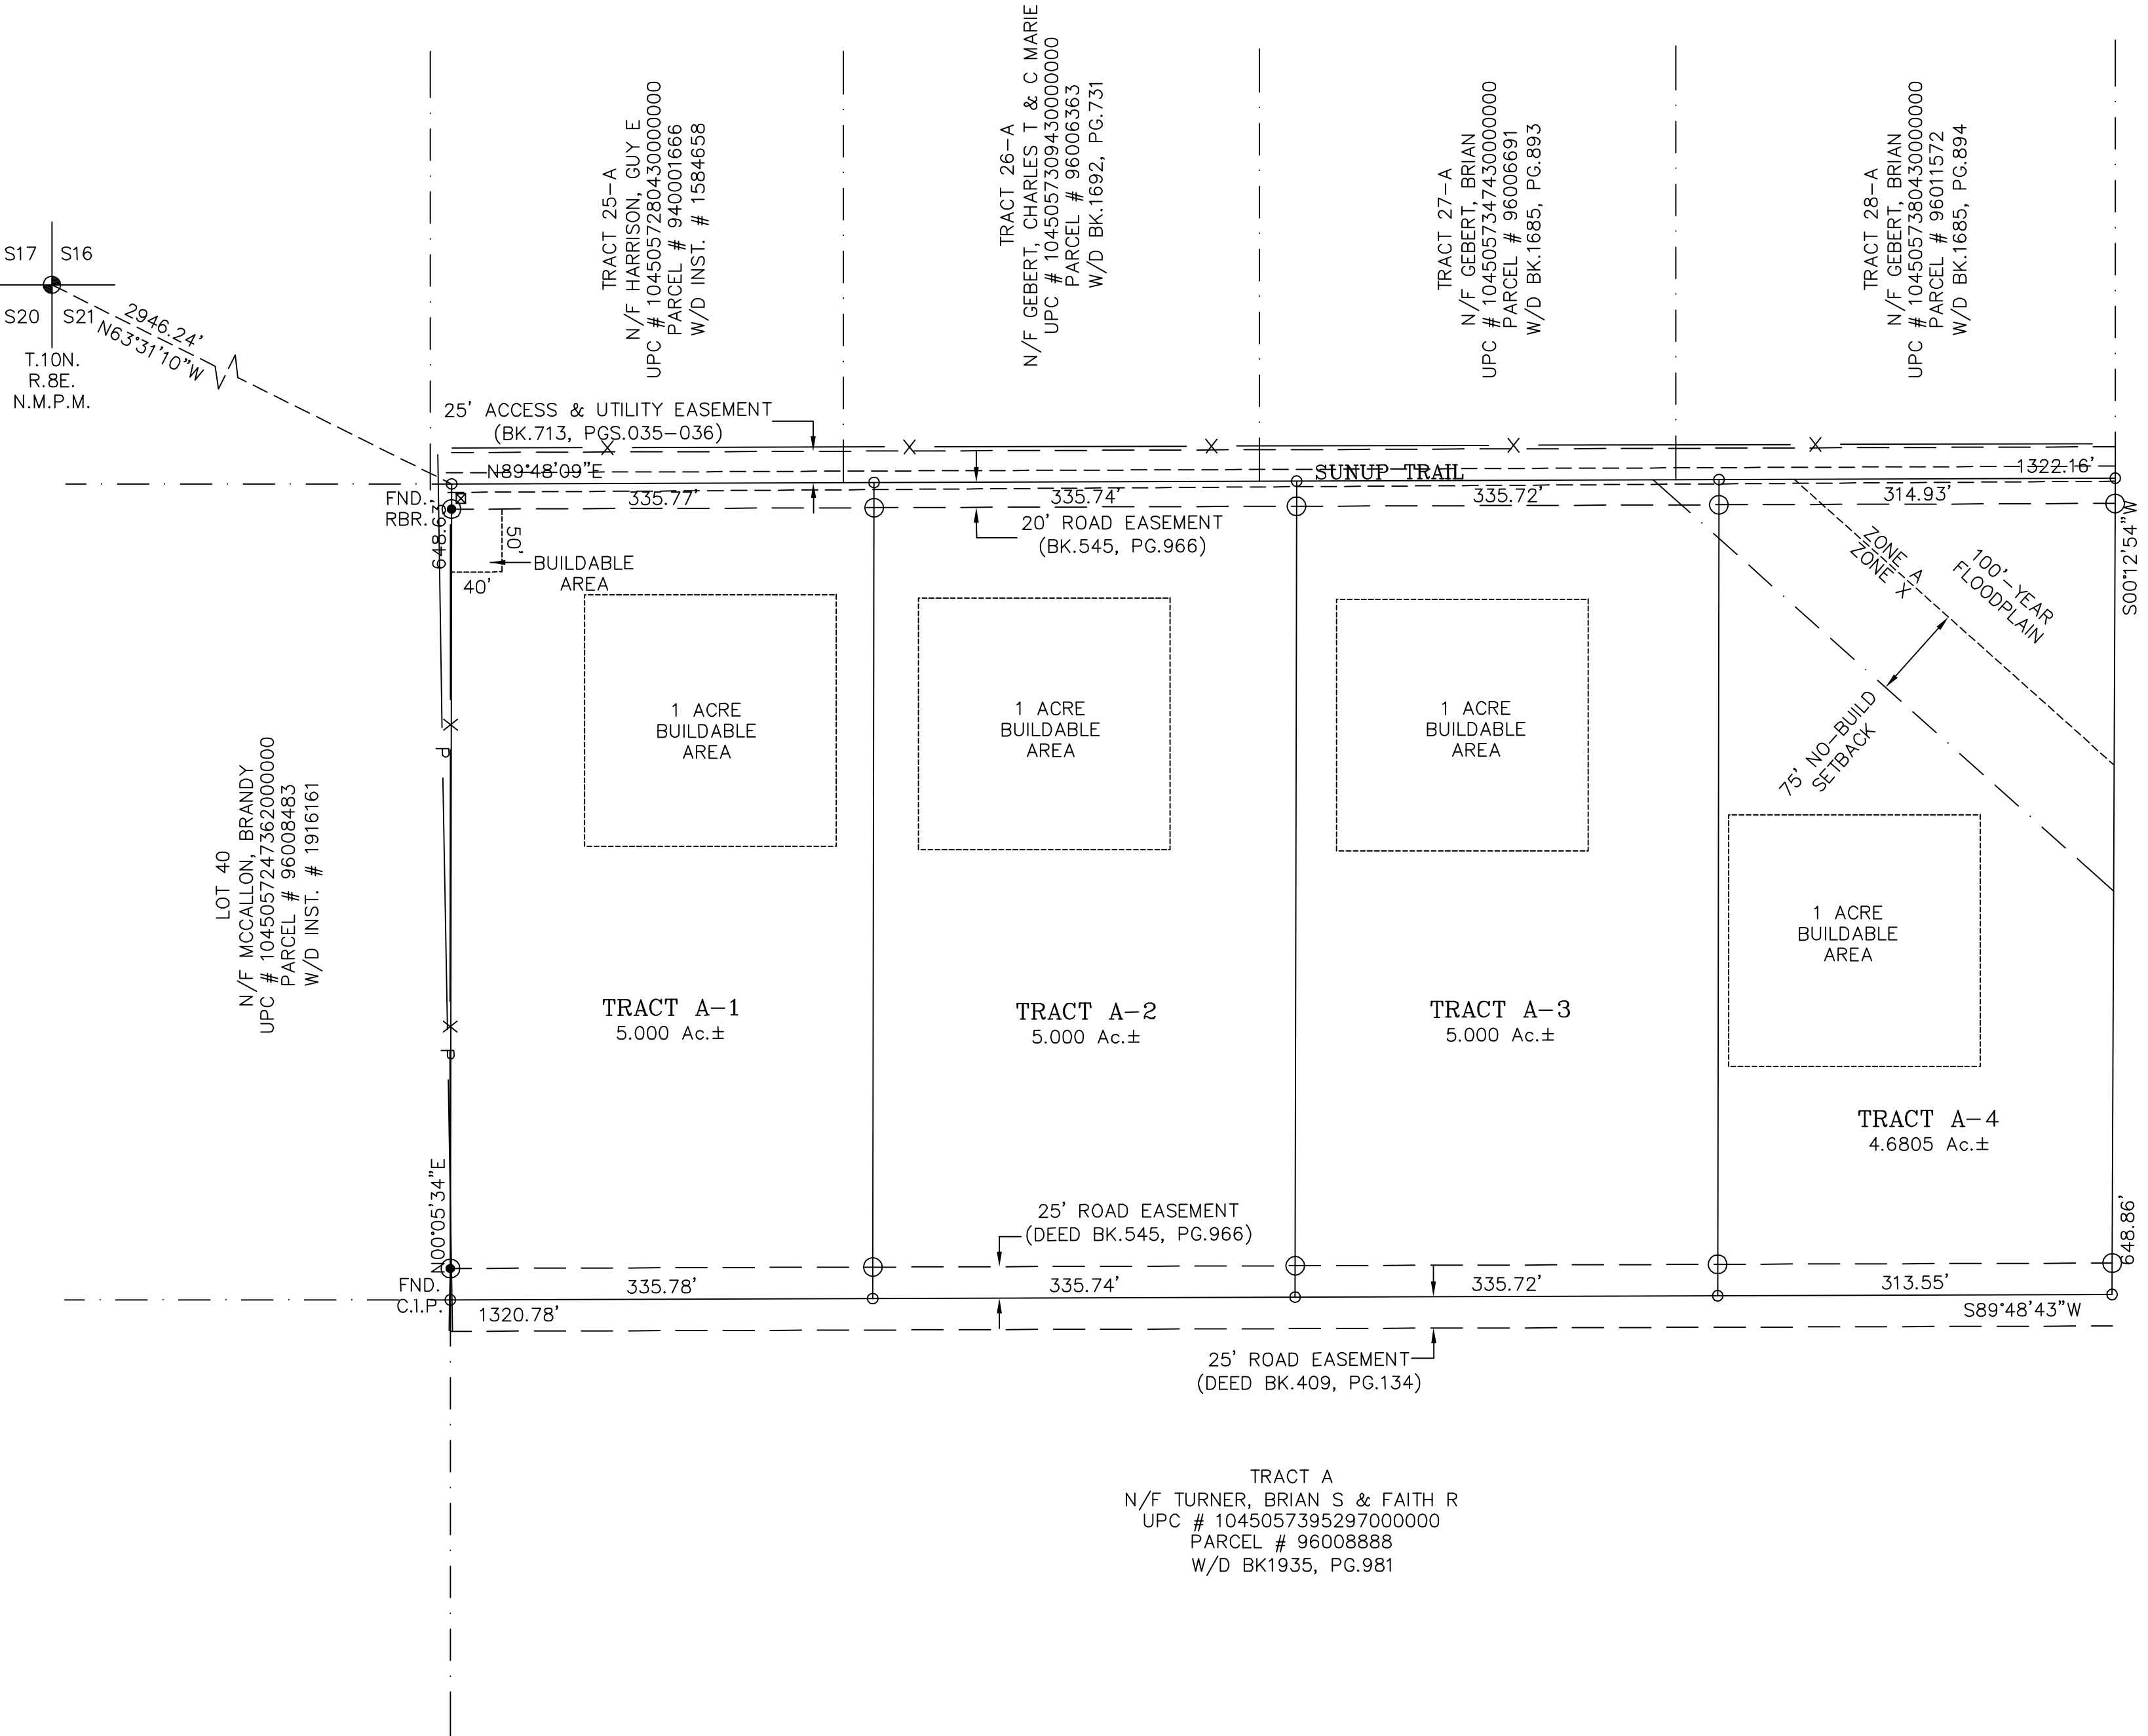 TRACT 25-A
N/F HARRISON, GUY E
UPC # 1045057280430000000
PARCEL # 940001666
W/D INST. # 1584658
TRACT 26-A
N/F GEBERT, CHARLES T & C MARIE
UPC # 1045057309430000000
PARCEL # 96006363
W/D BK.1692, PG.731
TRACT 27-A
N/F GEBERT, BRIAN
UPC # 1045057347430000000
PARCEL # 96006691
W/D BK.1685, PG.893
TRACT 28-A
N/F GEBERT, BRIAN
UPC # 1045057380430000000
PARCEL # 96011572
W/D BK.1685, PG.894
S17
S16
S20
S21
T.10N.
R.8E.
N.M.P.M.
2946.24'
N63°31'10"W
25' ACCESS & UTILITY EASEMENT
(BK.713, PGS.035-036)
N89°48'09"E
SUNUP TRAIL
1322.16'
FND.
RBR.
335.77'
335.74'
335.72'
314.93'
20' ROAD EASEMENT
(BK.545, PG.966)
50'
40'
BUILDABLE
AREA
S00°12'54"W
ZONE A
ZONE X
100'-YEAR
FLOODPLAIN
75' NO-BUILD
SETBACK
1 ACRE
BUILDABLE
AREA
1 ACRE
BUILDABLE
AREA
1 ACRE
BUILDABLE
AREA
1 ACRE
BUILDABLE
AREA
X
X
X
X
X
X
P
X
P
LOT 40
N/F MCCALLON, BRANDY
UPC # 1045057247362000000
PARCEL # 96008483
W/D INST. # 1916161
TRACT A-1
5.000 Ac.±
TRACT A-2
5.000 Ac.±
TRACT A-3
5.000 Ac.±
TRACT A-4
4.6805 Ac.±
N00°05'34"E
648.86'
25' ROAD EASEMENT
(DEED BK.545, PG.966)
FND.
C.I.P.
335.78'
335.74'
335.72'
313.55'
1320.78'
S89°48'43"W
25' ROAD EASEMENT
(DEED BK.409, PG.134)
TRACT A
N/F TURNER, BRIAN S & FAITH R
UPC # 1045057395297000000
PARCEL # 96008888
W/D BK1935, PG.981